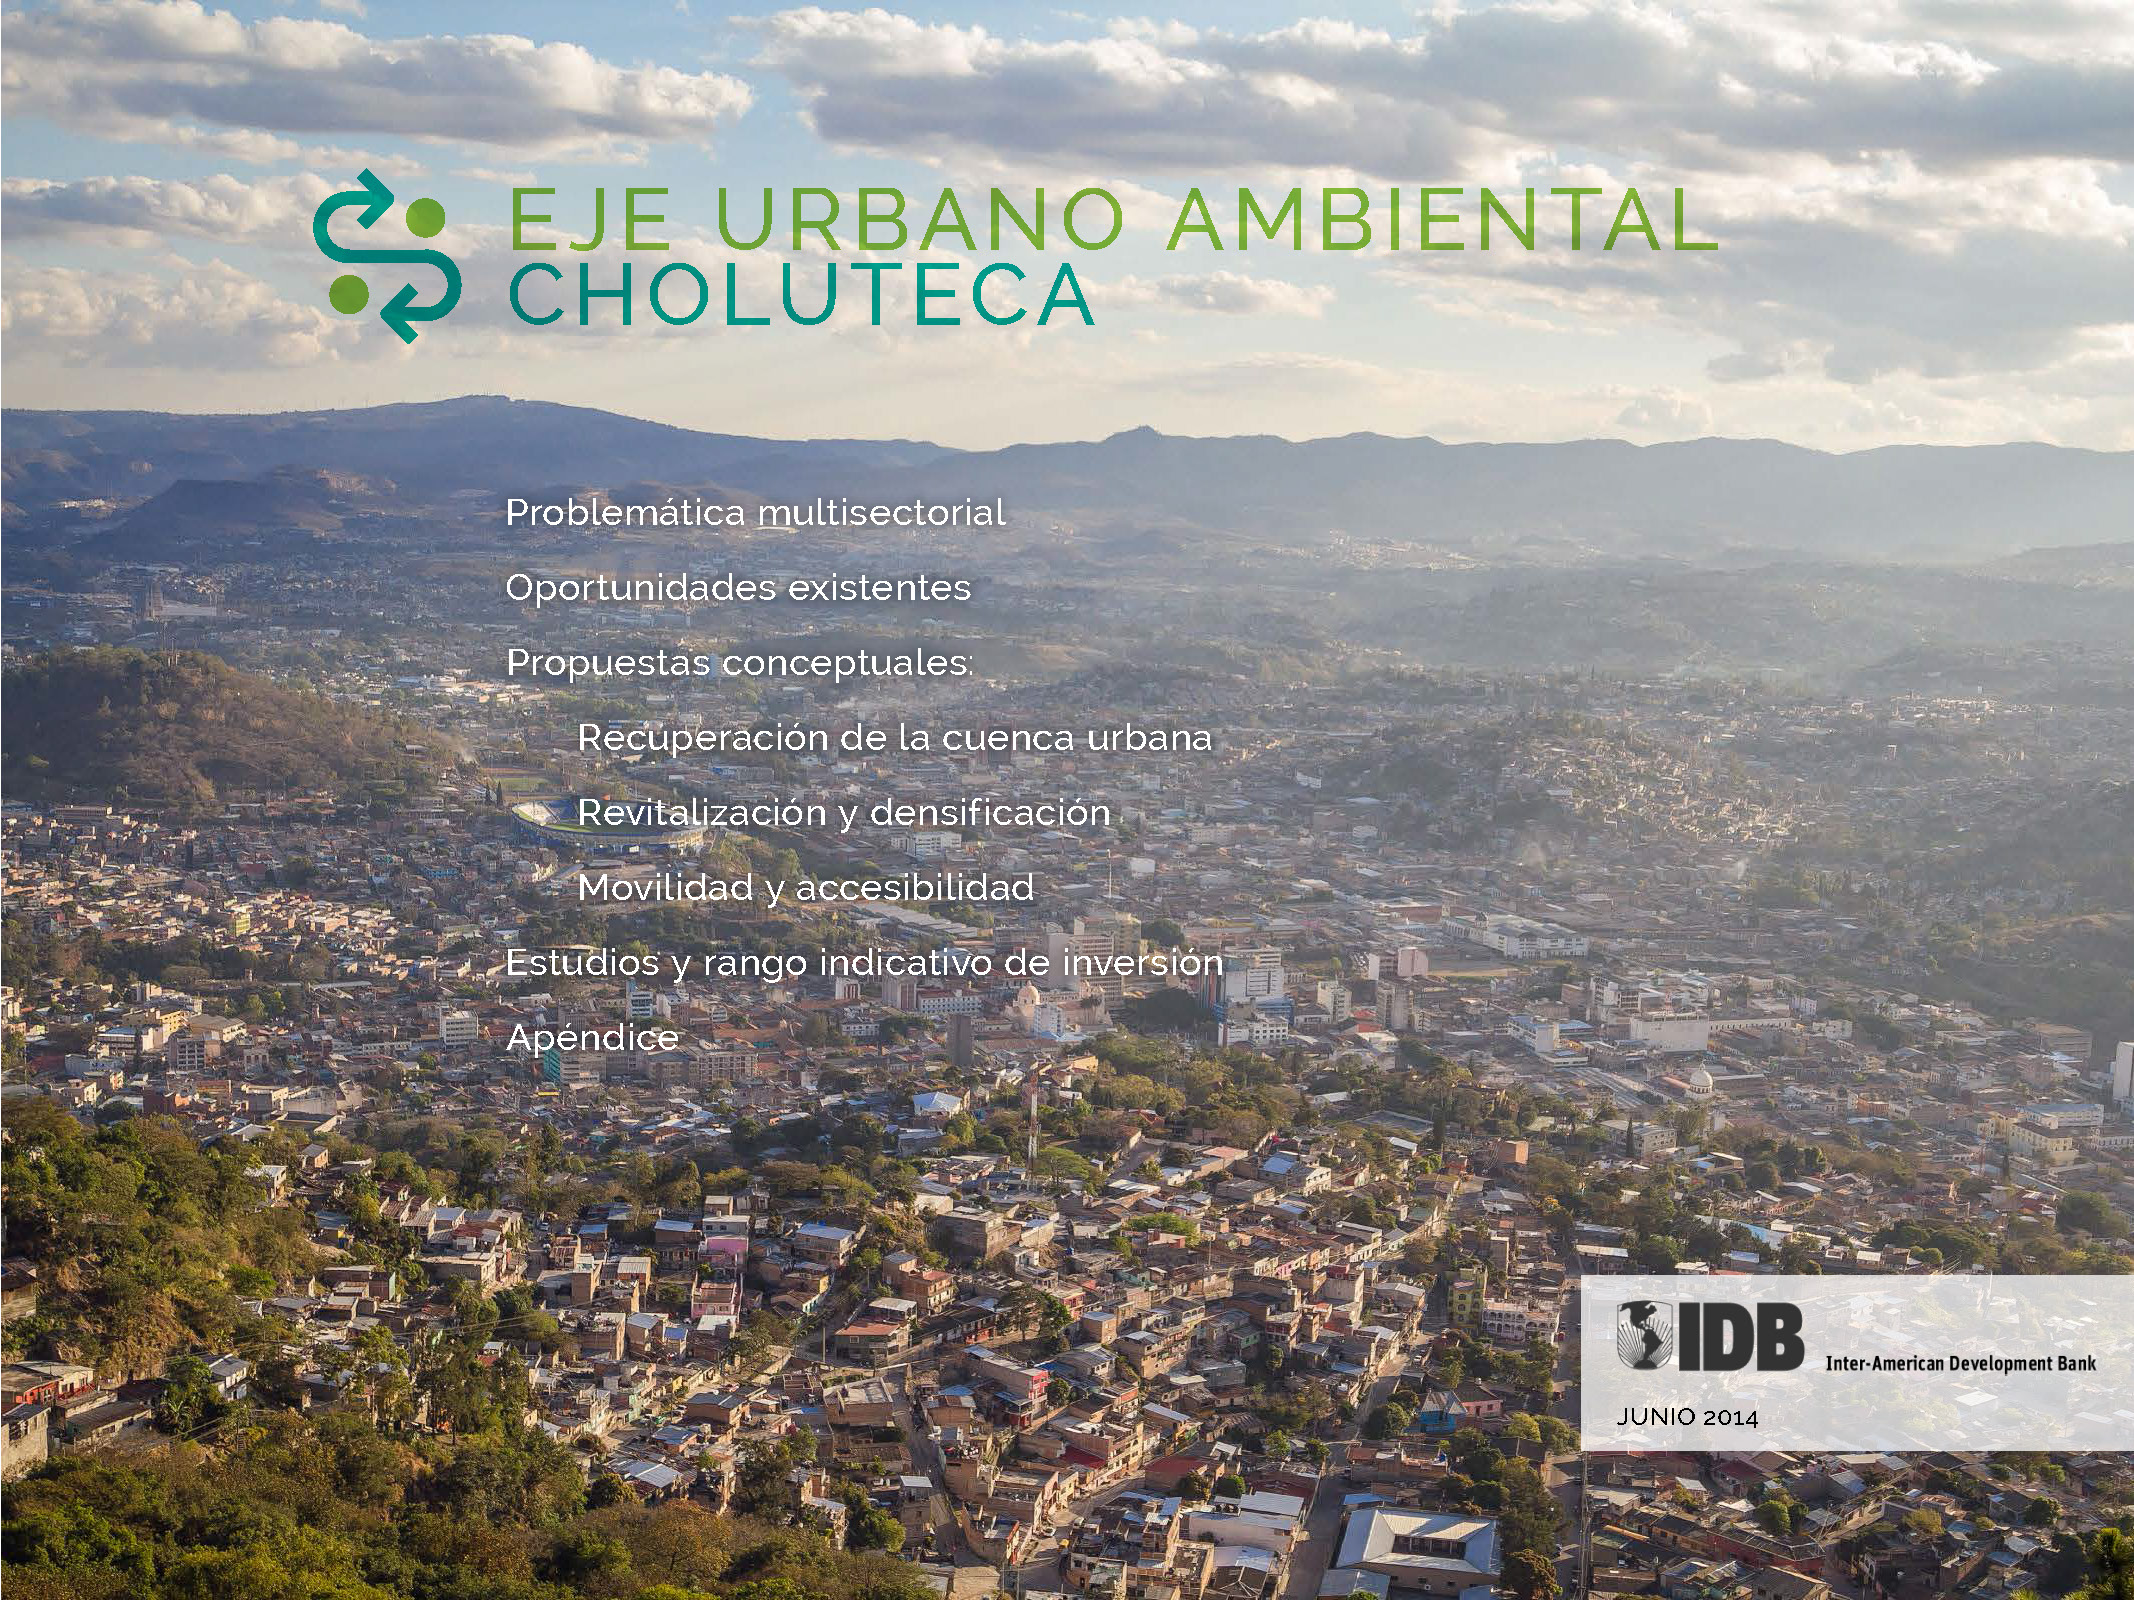 EJE URBANO AMBIENTAL
CHOLUTECA
Problemática multisectorial
Oportunidades existentes
Propuestas conceptuales:
Recuperación de la cuenca urbana
Revitalización y densificación
Movilidad y accesibilidad
Estudios y rango indicativo de inversión
Apéndice
IDB
Inter-American Development Bank
JUNIO 2014